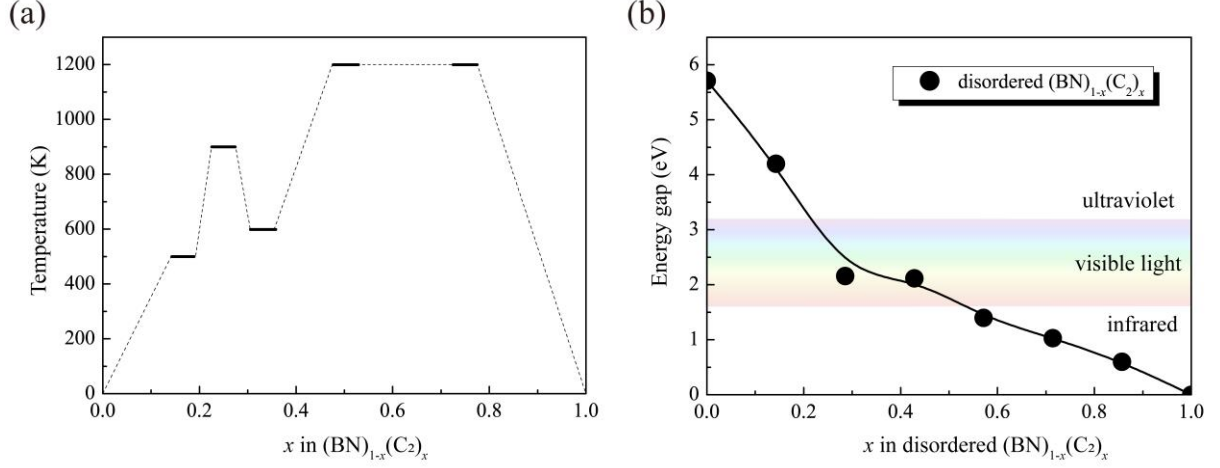 (a)
Temperature (K)
1200
1000
800
600
400
200
0
0.0 0.2 0.4 0.6 0.8 1.0
x in (BN)₁₋ₓ(C₂)ₓ
(b)
Energy gap (eV)
6
5
4
3
2
1
0
disordered (BN)₁₋ₓ(C₂)ₓ
ultraviolet
visible light
infrared
0.0 0.2 0.4 0.6 0.8 1.0
x in disordered (BN)₁₋ₓ(C₂)ₓ